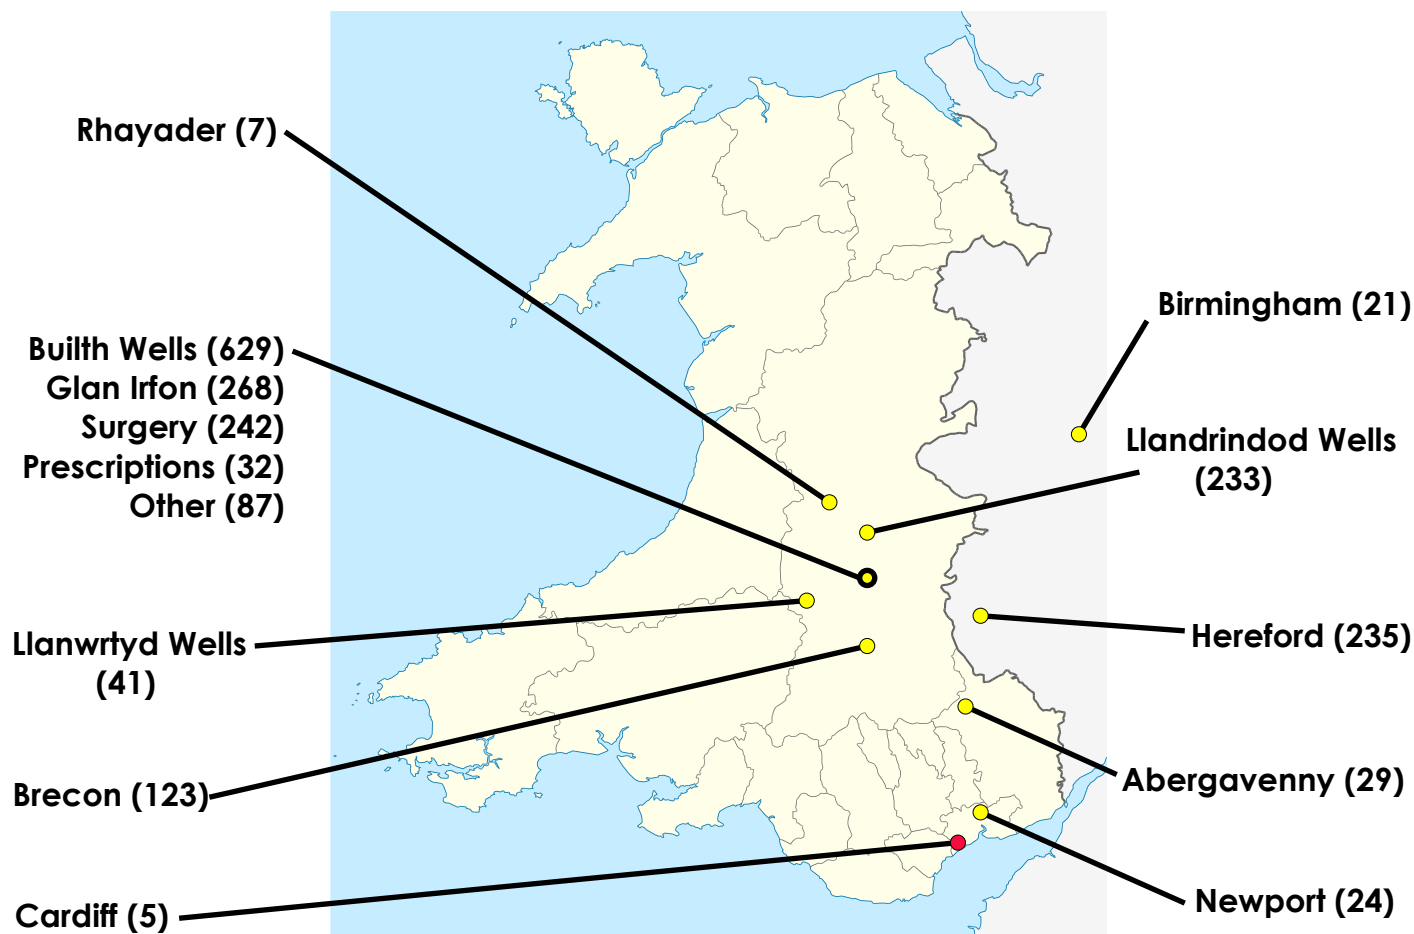 Rhayader (7)
Builth Wells (629)
Glan Irfon (268)
Surgery (242)
Prescriptions (32)
Other (87)
Llanwrtyd Wells
(41)
Brecon (123)
Cardiff (5)
Birmingham (21)
Llandrindod Wells
(233)
Hereford (235)
Abergavenny (29)
Newport (24)